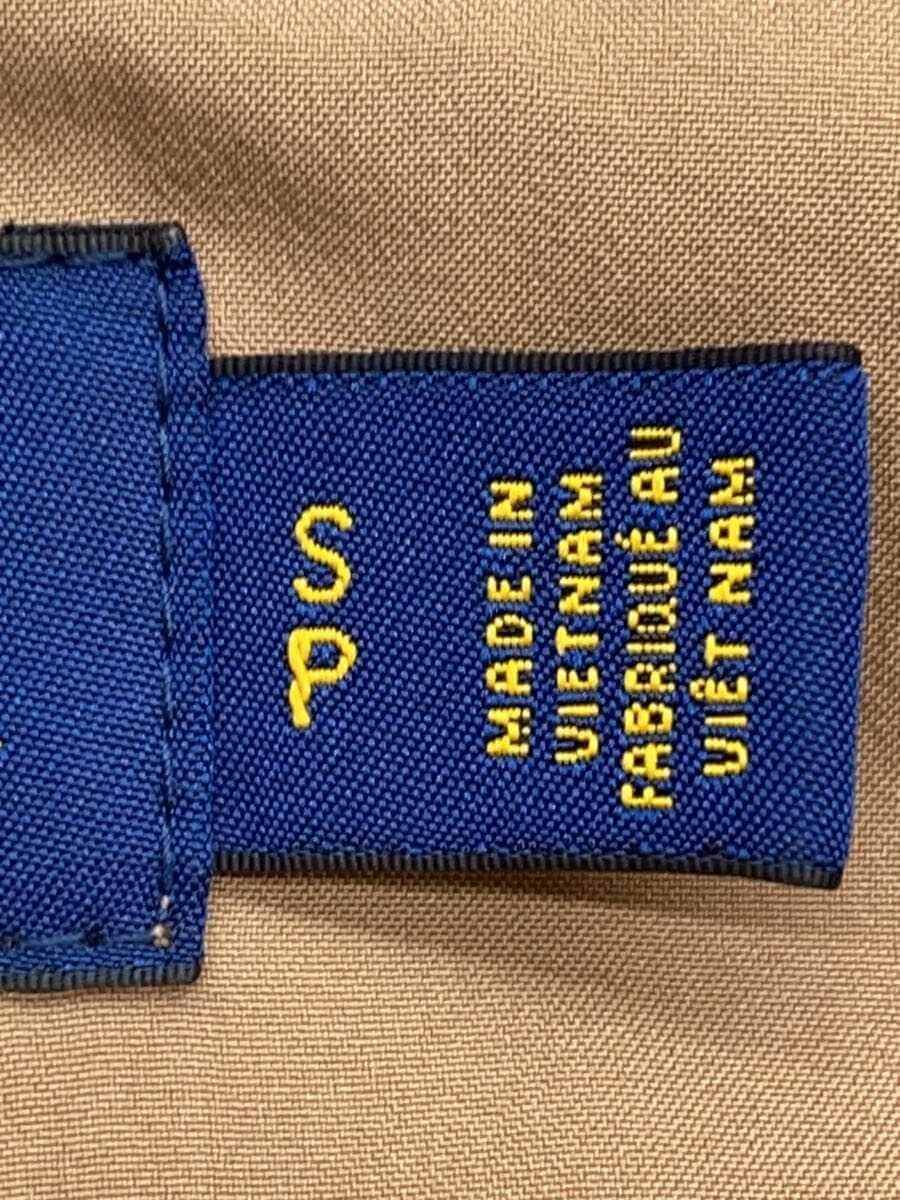 S
P
MADE IN
VIETNAM
FABRIQUÉ AU
VIÊT NAM